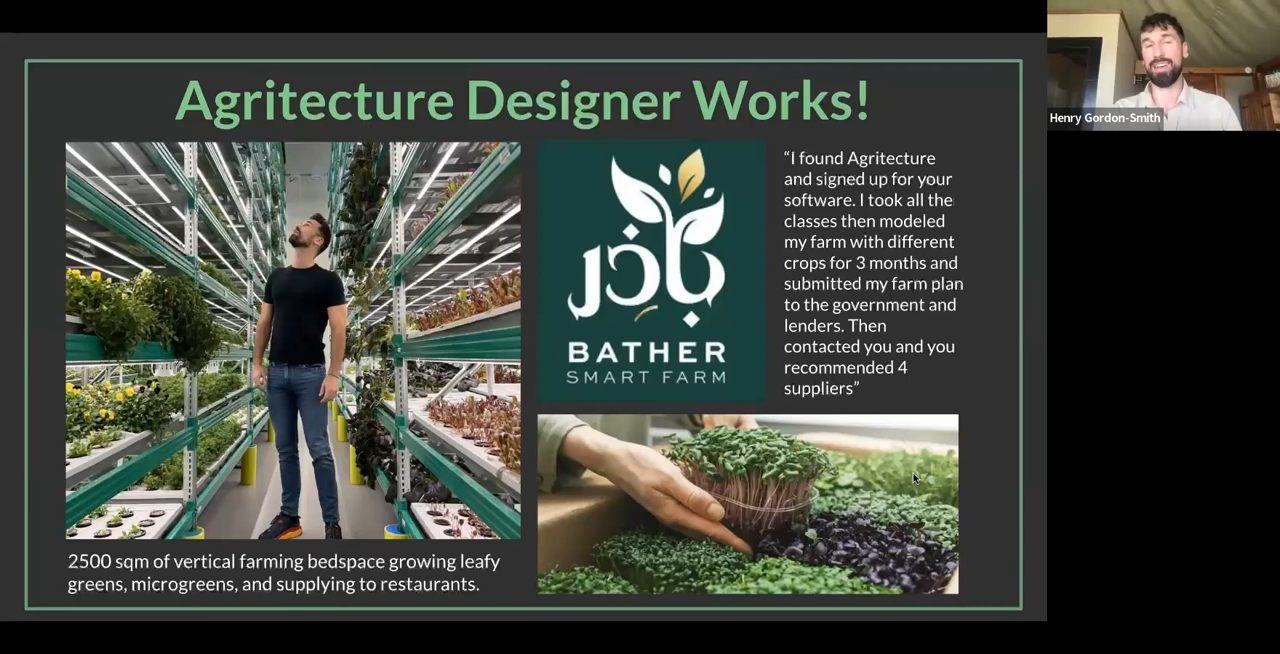 Agritecture Designer Works!
Henry Gordon-Smith
باذر
BATHER
SMART FARM
“I found Agritecture
and signed up for your
software. I took all the
classes then modeled
my farm with different
crops for 3 months and
submitted my farm plan
to the government and
lenders. Then
contacted you and you
recommended 4
suppliers”
2500 sqm of vertical farming bedspace growing leafy
greens, microgreens, and supplying to restaurants.